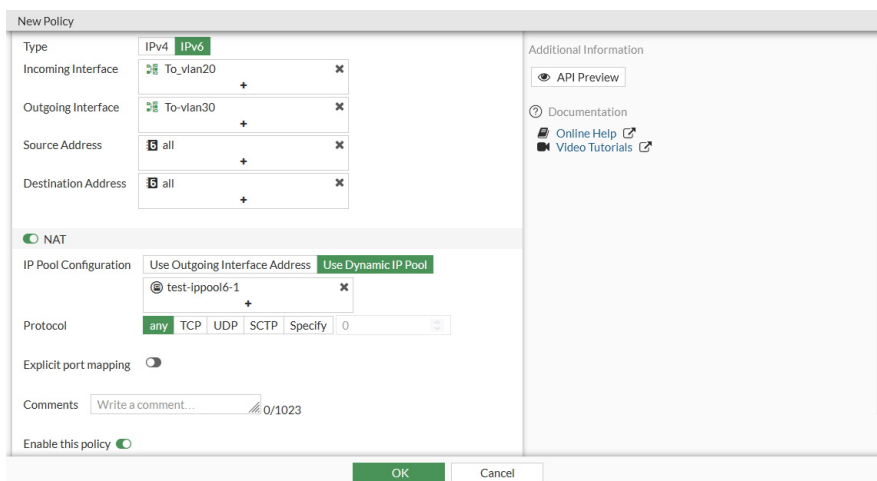 New Policy
Type IPv4 IPv6
Incoming Interface To_vlan20
Outgoing Interface To-vlan30
Source Address 6 all
Destination Address 6 all
NAT
IP Pool Configuration Use Outgoing Interface Address Use Dynamic IP Pool
test-ippool6-1
Protocol any TCP UDP SCTP Specify 0
Explicit port mapping
Comments Write a comment... 0/1023
Enable this policy
OK Cancel
Additional Information
API Preview
Documentation
Online Help
Video Tutorials